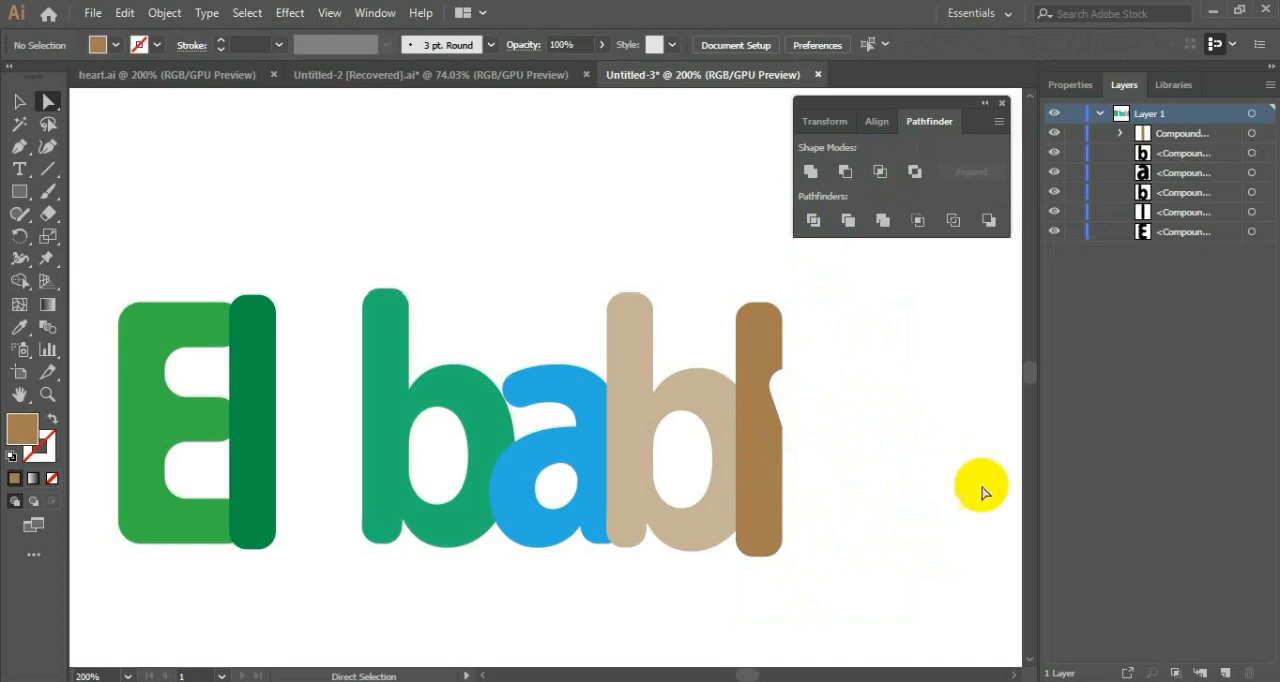 Ai File Edit Object Type Select Effect View Window Help Essentials Search Adobe Stock
No Selection Stroke: 3 pt. Round Opacity: 100% Style: Document Setup Preferences
heart.ai @ 200% (RGB/GPU Preview) × Untitled-2 [Recovered].ai* @ 74.03% (RGB/GPU Preview) × Untitled-3* @ 200% (RGB/GPU Preview) ×
Properties Layers Libraries
Transform Align Pathfinder
Shape Modes:
Expand
Pathfinders:
Layer 1
Compound...
<Compoun...
<Compoun...
<Compoun...
<Compoun...
<Compoun...
El babl
200% 1 Direct Selection
1 Layer